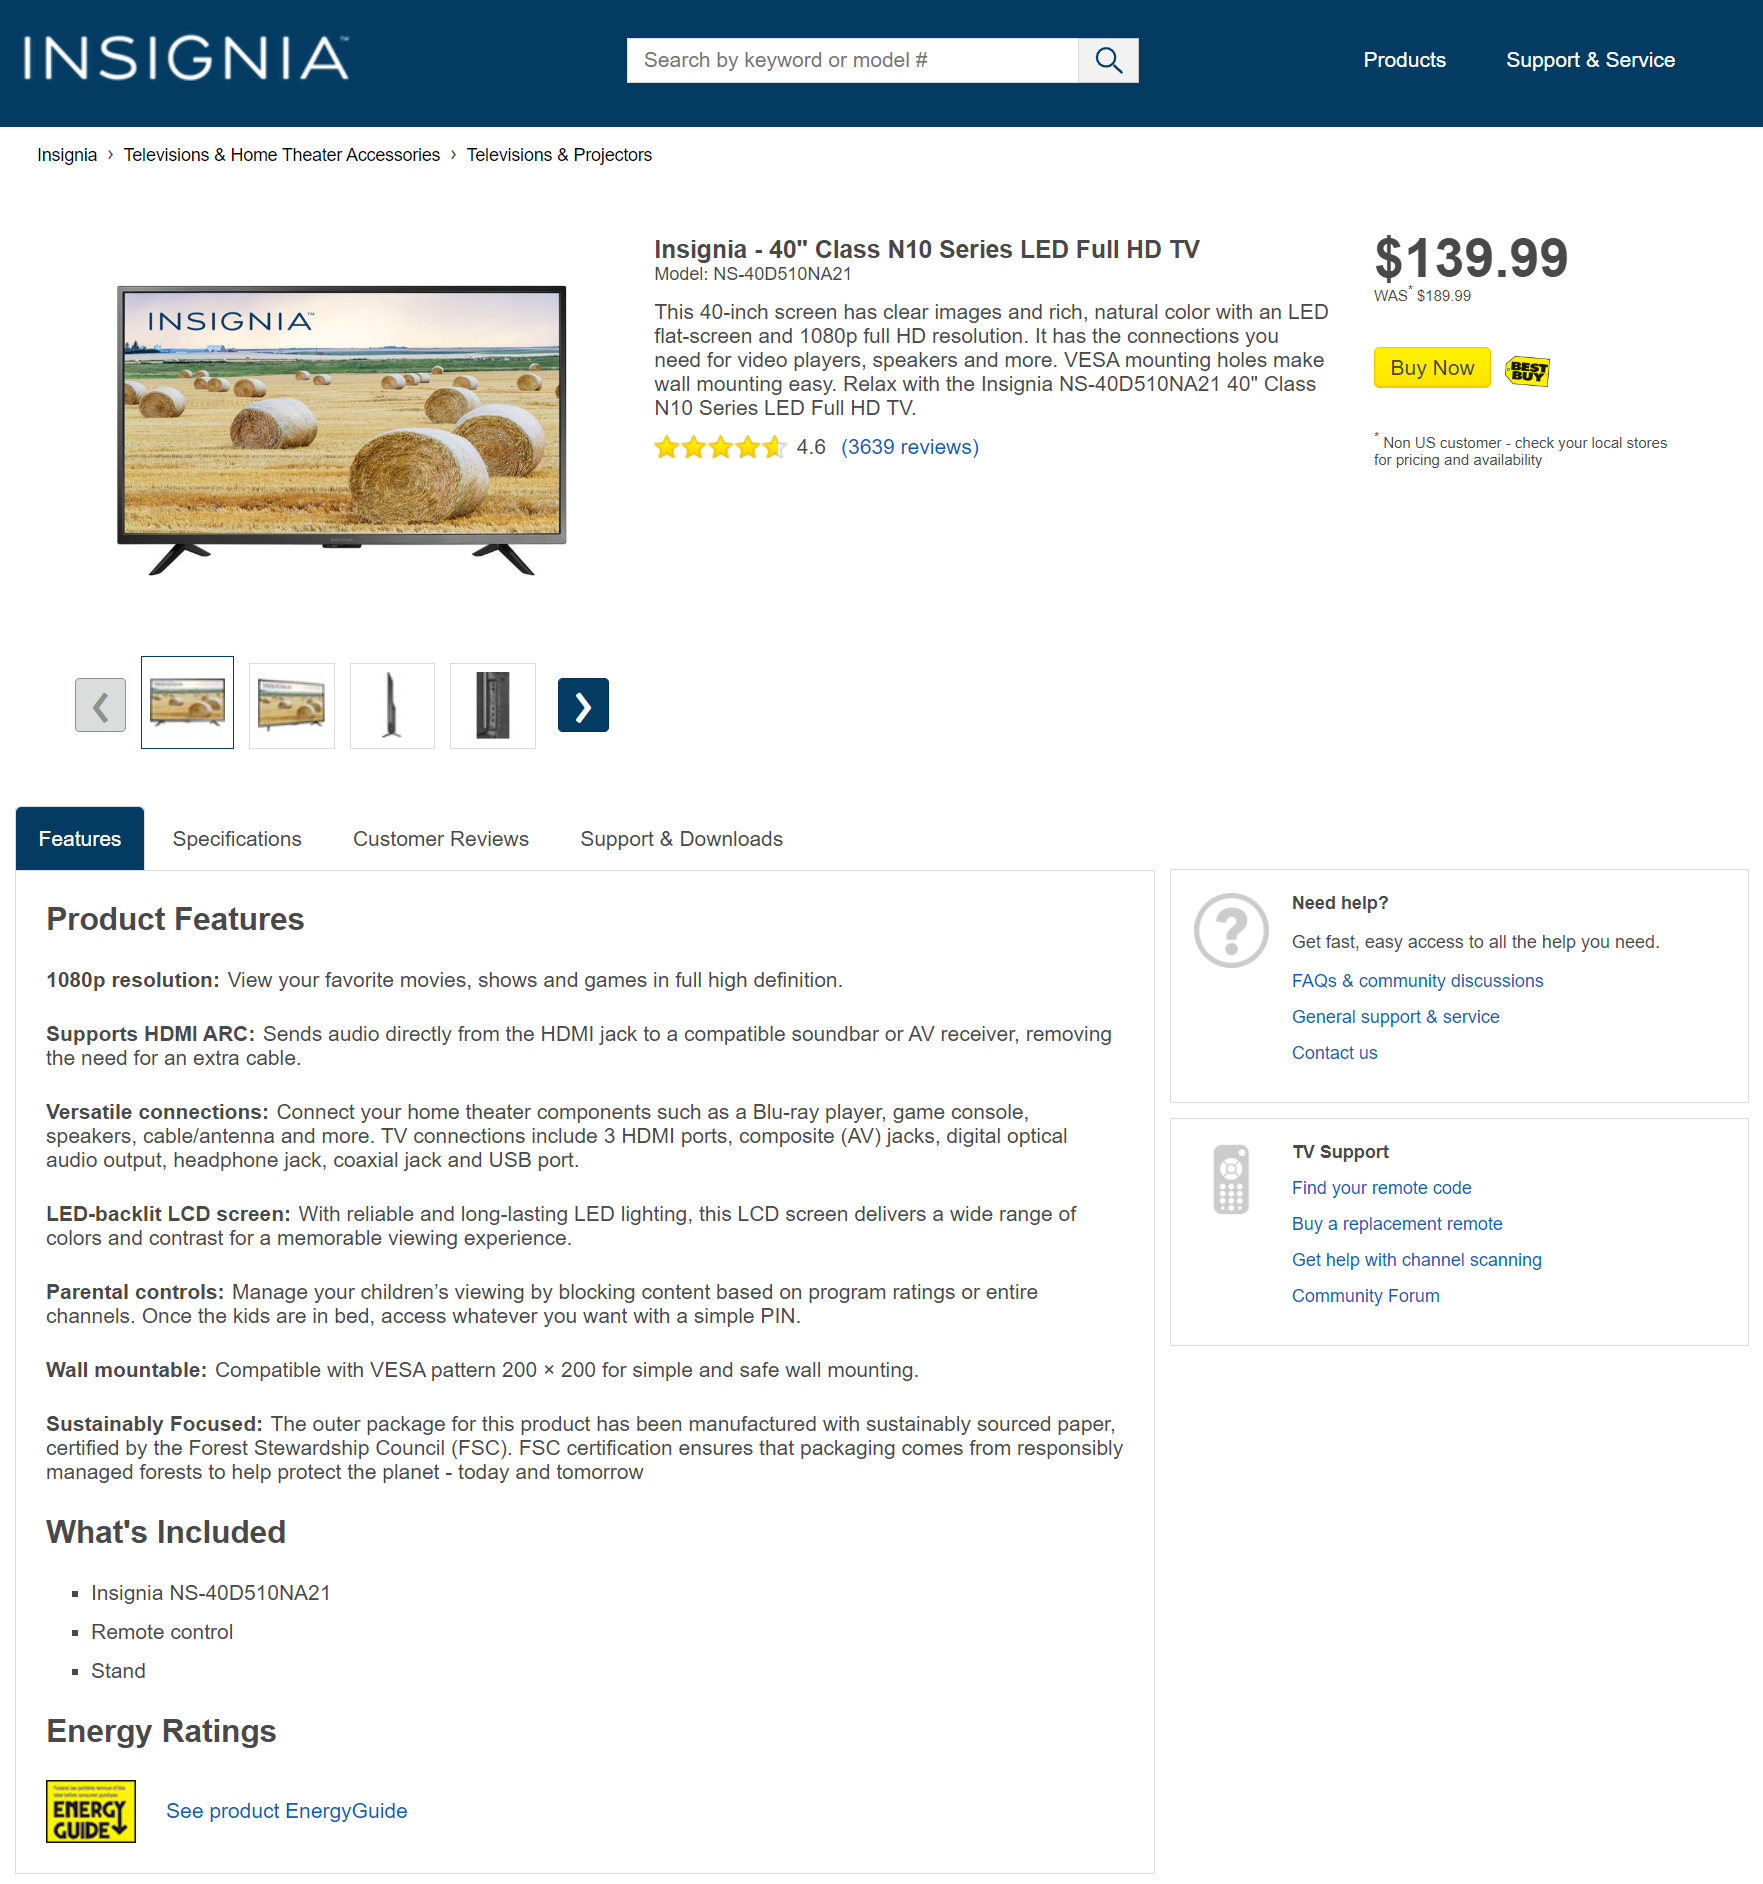 INSIGNIA™
Search by keyword or model #
Products
Support & Service
Insignia › Televisions & Home Theater Accessories › Televisions & Projectors
INSIGNIA™
Insignia - 40" Class N10 Series LED Full HD TV
Model: NS-40D510NA21
This 40-inch screen has clear images and rich, natural color with an LED
flat-screen and 1080p full HD resolution. It has the connections you
need for video players, speakers and more. VESA mounting holes make
wall mounting easy. Relax with the Insignia NS-40D510NA21 40" Class
N10 Series LED Full HD TV.
4.6 (3639 reviews)
$139.99
WAS* $189.99
Buy Now
BEST BUY
* Non US customer - check your local stores
for pricing and availability
Features
Specifications
Customer Reviews
Support & Downloads
Product Features
1080p resolution: View your favorite movies, shows and games in full high definition.
Supports HDMI ARC: Sends audio directly from the HDMI jack to a compatible soundbar or AV receiver, removing
the need for an extra cable.
Versatile connections: Connect your home theater components such as a Blu-ray player, game console,
speakers, cable/antenna and more. TV connections include 3 HDMI ports, composite (AV) jacks, digital optical
audio output, headphone jack, coaxial jack and USB port.
LED-backlit LCD screen: With reliable and long-lasting LED lighting, this LCD screen delivers a wide range of
colors and contrast for a memorable viewing experience.
Parental controls: Manage your children’s viewing by blocking content based on program ratings or entire
channels. Once the kids are in bed, access whatever you want with a simple PIN.
Wall mountable: Compatible with VESA pattern 200 × 200 for simple and safe wall mounting.
Sustainably Focused: The outer package for this product has been manufactured with sustainably sourced paper,
certified by the Forest Stewardship Council (FSC). FSC certification ensures that packaging comes from responsibly
managed forests to help protect the planet - today and tomorrow
What's Included
▪ Insignia NS-40D510NA21
▪ Remote control
▪ Stand
Energy Ratings
ENERGY
GUIDE
See product EnergyGuide
Need help?
Get fast, easy access to all the help you need.
FAQs & community discussions
General support & service
Contact us
TV Support
Find your remote code
Buy a replacement remote
Get help with channel scanning
Community Forum